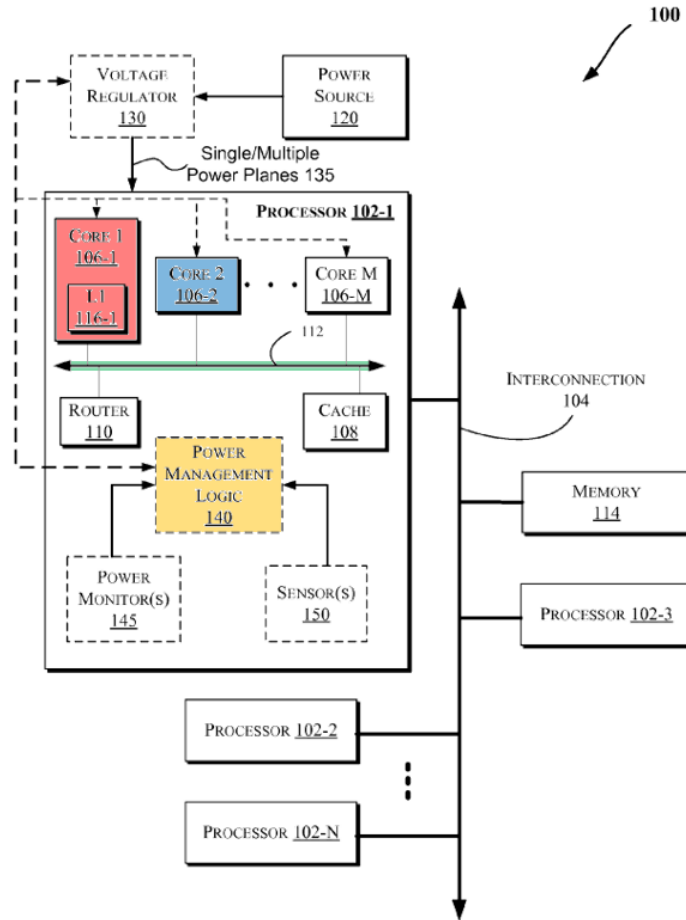 100
VOLTAGE
REGULATOR
130
POWER
SOURCE
120
Single/Multiple
Power Planes 135
PROCESSOR 102-1
CORE 1
106-1
L1
116-1
CORE 2
106-2
CORE M
106-M
112
ROUTER
110
CACHE
108
INTERCONNECTION
104
POWER
MANAGEMENT
LOGIC
140
MEMORY
114
POWER
MONITOR(S)
145
SENSOR(S)
150
PROCESSOR 102-3
PROCESSOR 102-2
PROCESSOR 102-N